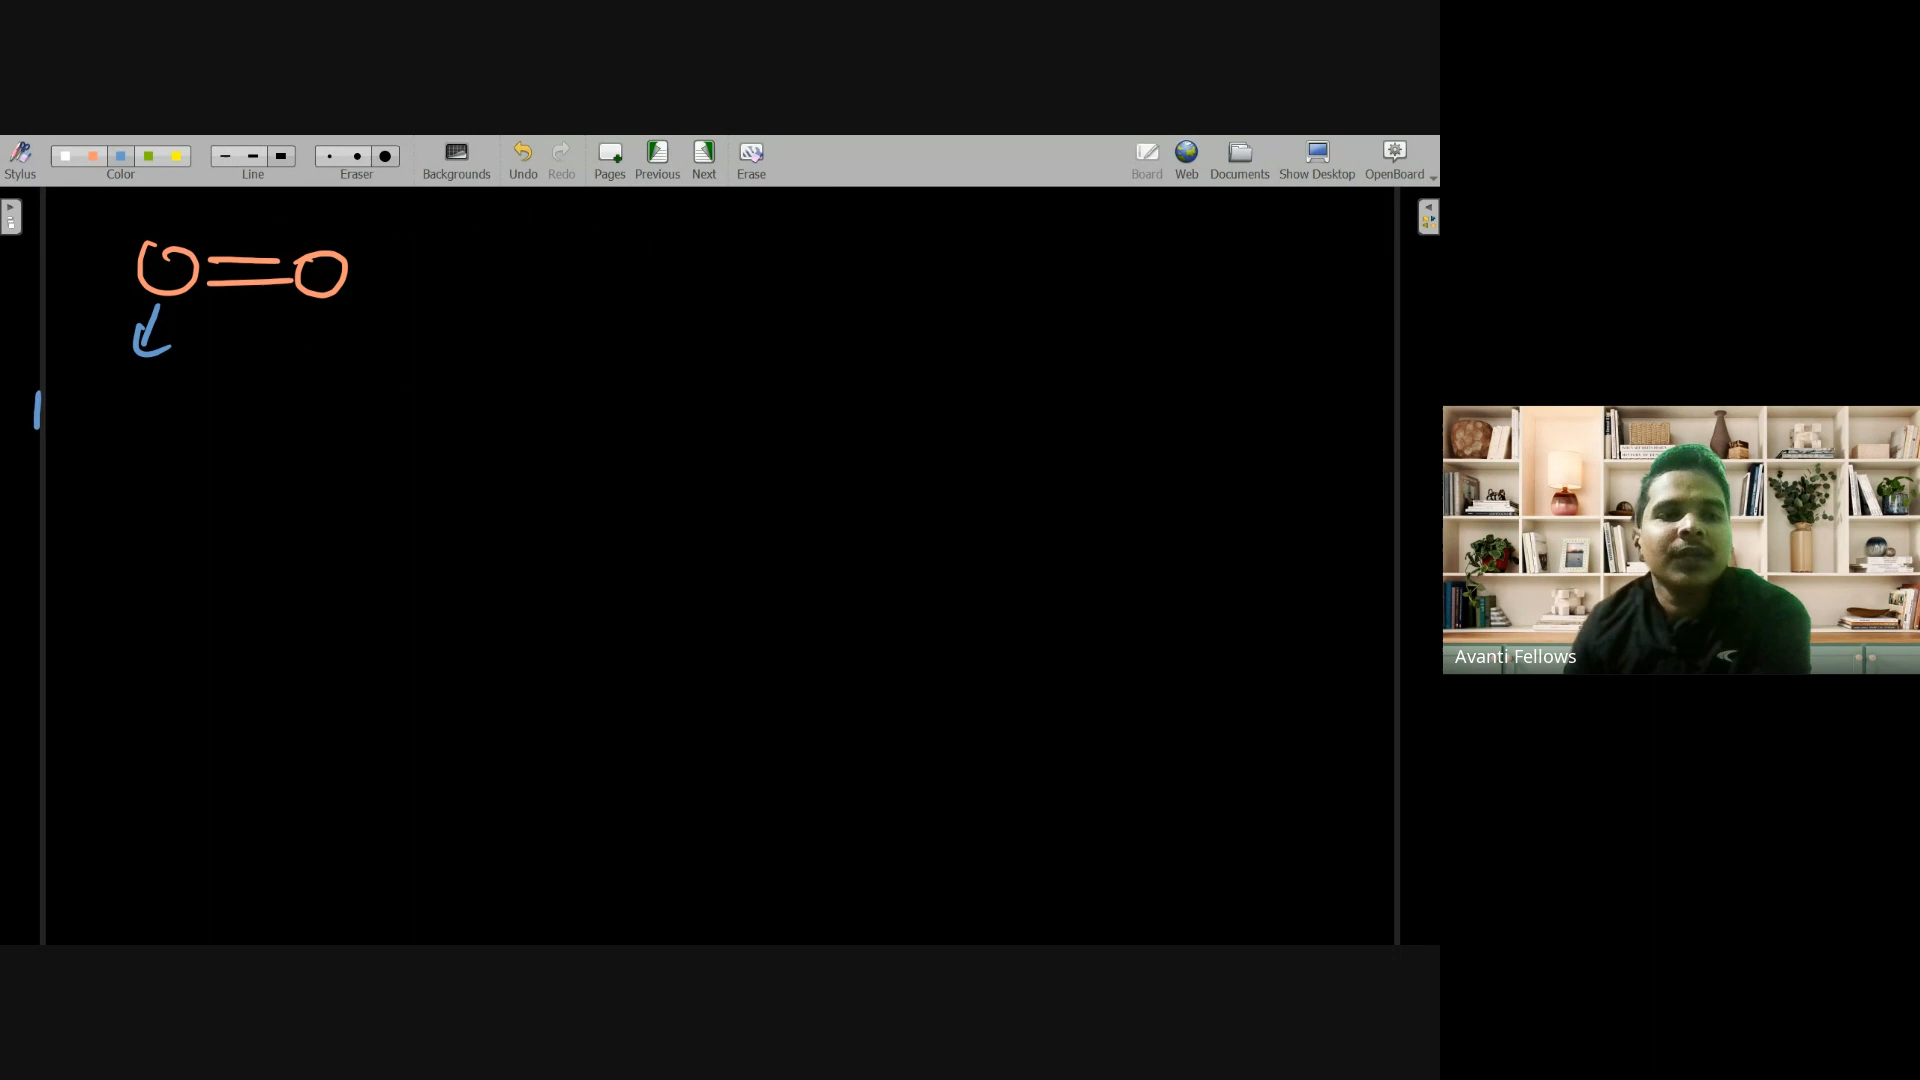 Stylus Color Line Eraser Backgrounds Undo Redo Pages Previous Next Erase Board Web Documents Show Desktop OpenBoard
O=O
Avanti Fellows